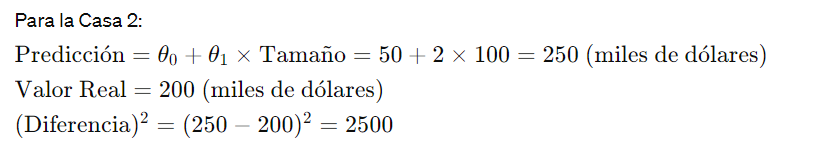 Para la Casa 2:
Predicción = θ₀ + θ₁ × Tamaño = 50 + 2 × 100 = 250 (miles de dólares)
Valor Real = 200 (miles de dólares)
(Diferencia)² = (250 − 200)² = 2500